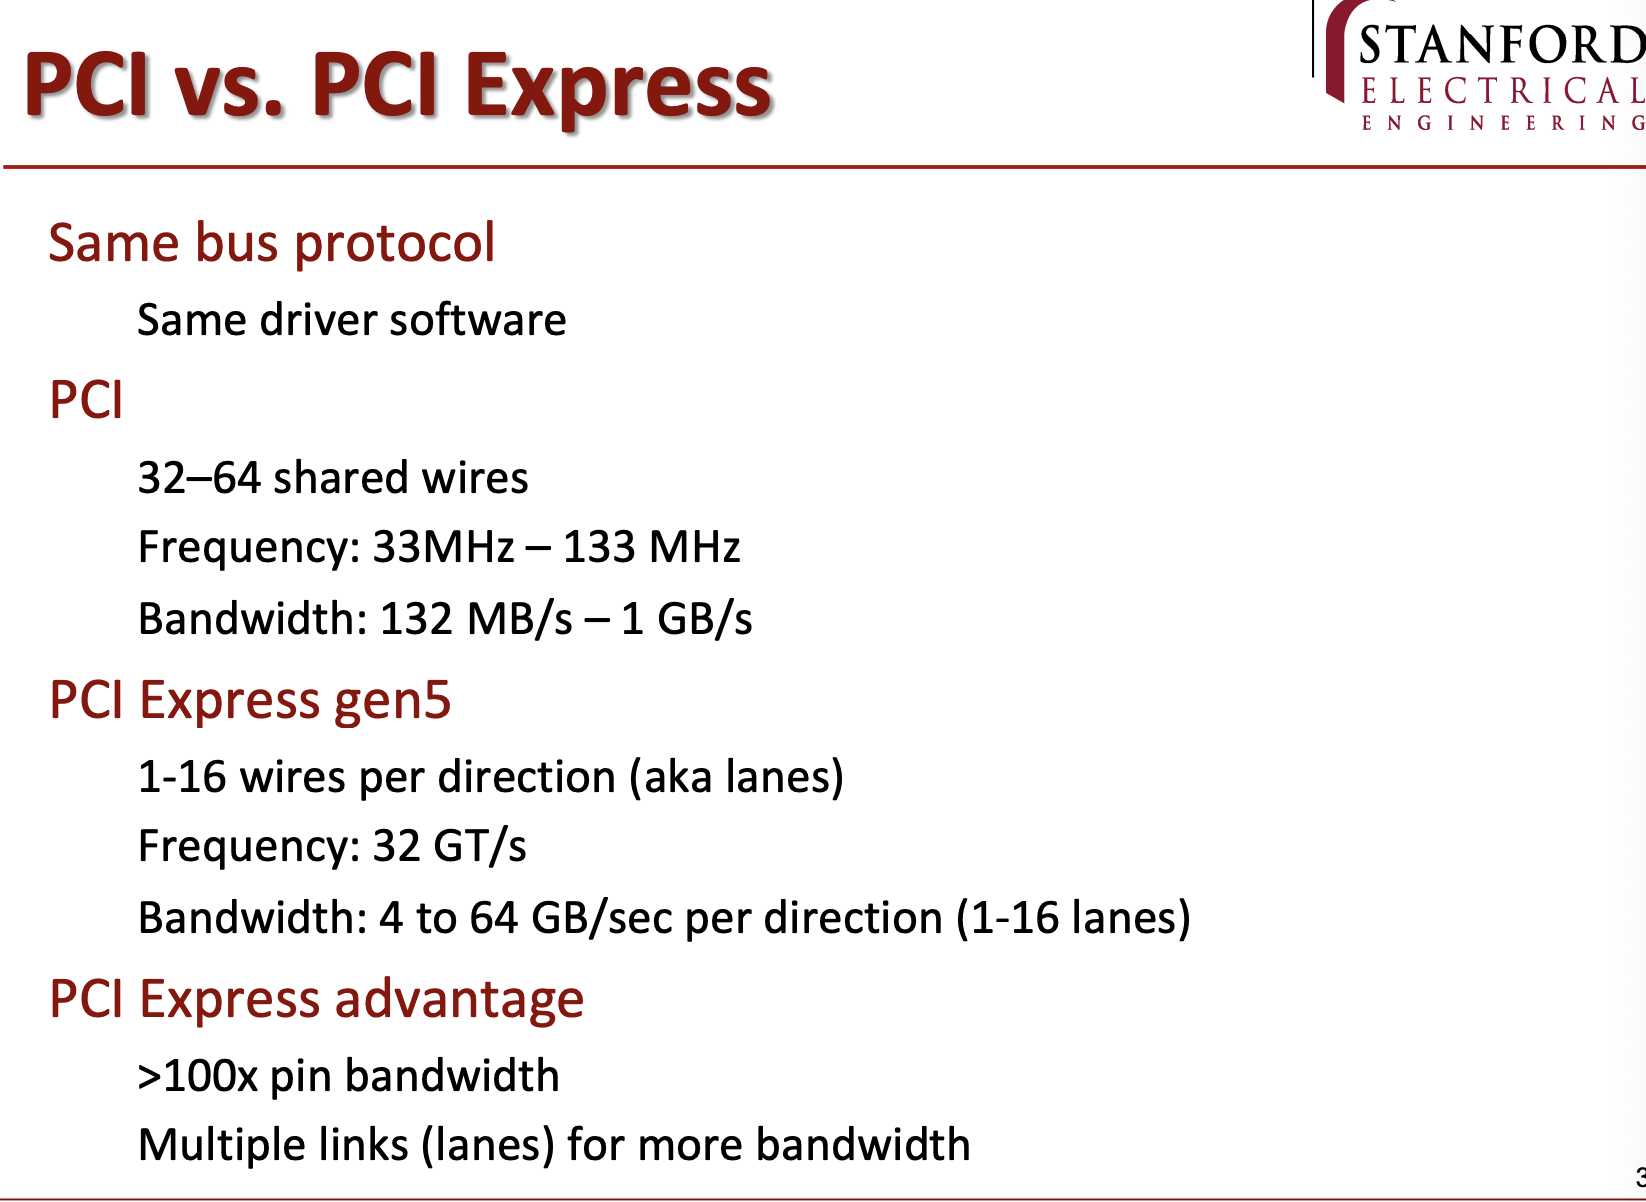 PCI vs. PCI Express
STANFORD
ELECTRICAL
ENGINEERING
Same bus protocol
Same driver software
PCI
32–64 shared wires
Frequency: 33MHz – 133 MHz
Bandwidth: 132 MB/s – 1 GB/s
PCI Express gen5
1-16 wires per direction (aka lanes)
Frequency: 32 GT/s
Bandwidth: 4 to 64 GB/sec per direction (1-16 lanes)
PCI Express advantage
>100x pin bandwidth
Multiple links (lanes) for more bandwidth
3